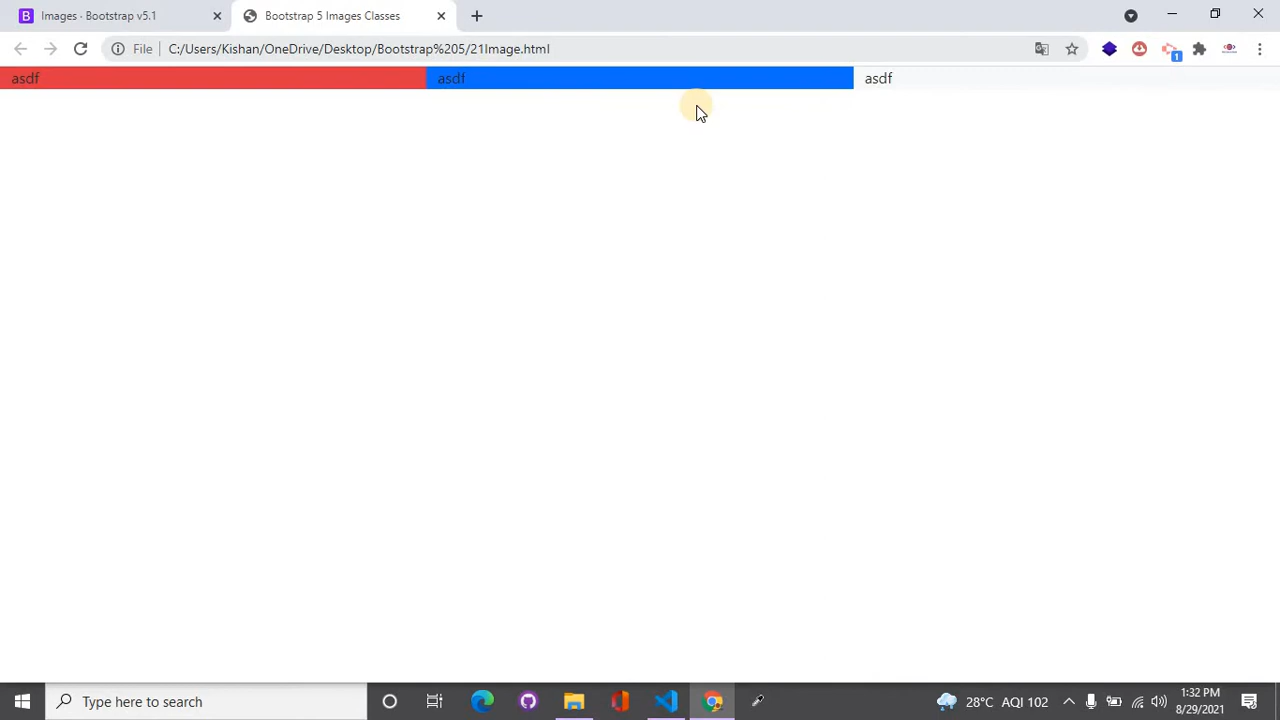 Images · Bootstrap v5.1
Bootstrap 5 Images Classes
File C:/Users/Kishan/OneDrive/Desktop/Bootstrap%205/21Image.html
1
asdf asdf asdf
Type here to search
28°C AQI 102
1:32 PM
8/29/2021